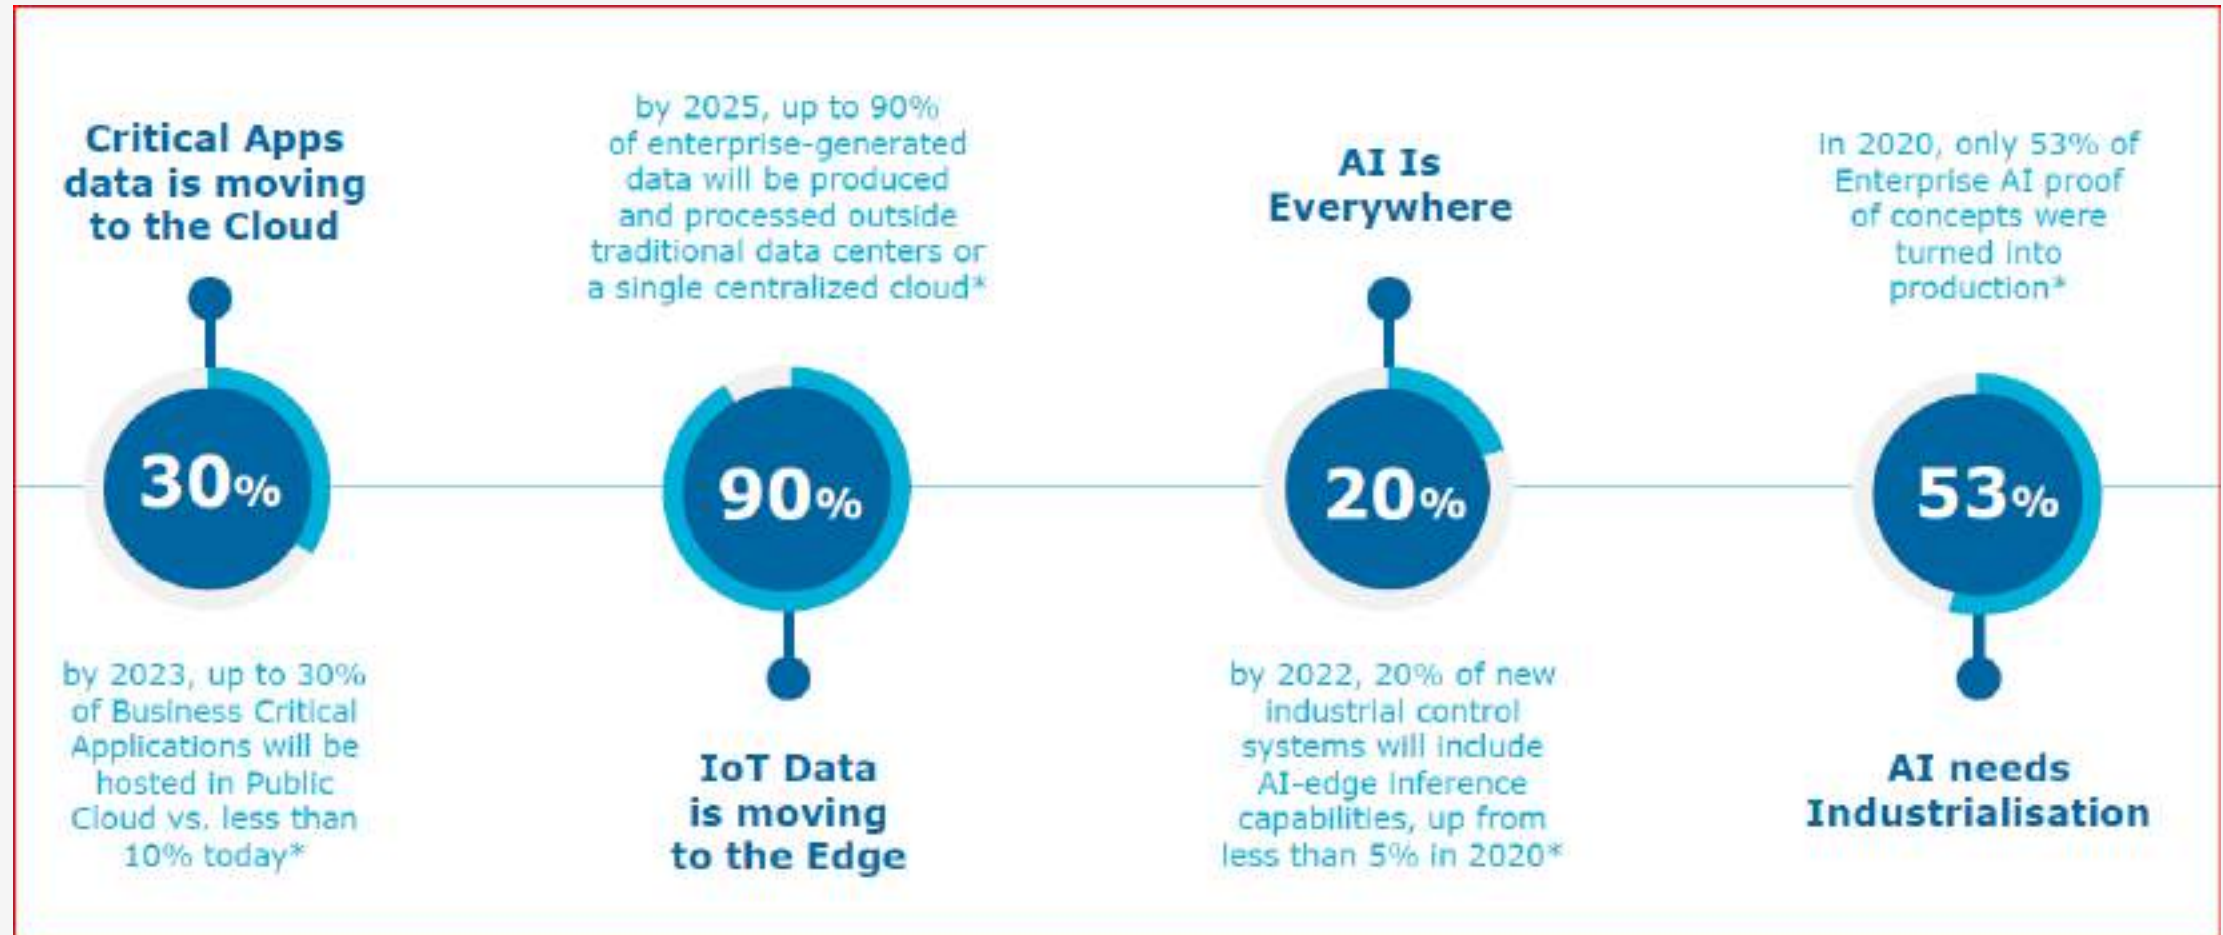 Critical Apps
data is moving
to the Cloud
30%
by 2023, up to 30%
of Business Critical
Applications will be
hosted in Public
Cloud vs. less than
10% today*
by 2025, up to 90%
of enterprise-generated
data will be produced
and processed outside
traditional data centers or
a single centralized cloud*
90%
IoT Data
is moving
to the Edge
AI Is
Everywhere
20%
by 2022, 20% of new
industrial control
systems will include
AI-edge inference
capabilities, up from
less than 5% in 2020*
in 2020, only 53% of
Enterprise AI proof
of concepts were
turned into
production*
53%
AI needs
Industrialisation